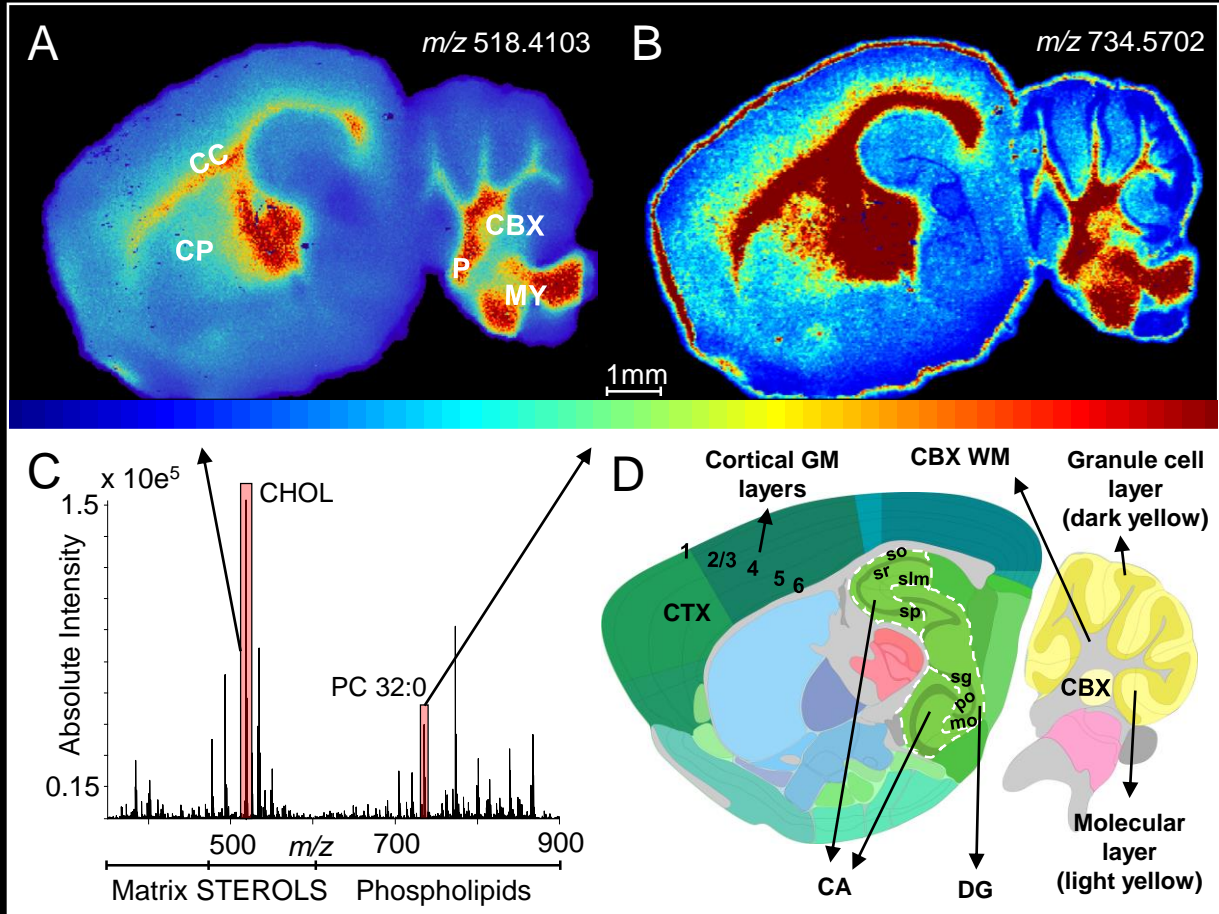 A
m/z 518.4103
CC
CP
CBX
P
MY
B
m/z 734.5702
1mm
C
x 10e⁵
1.5
0.15
Absolute Intensity
CHOL
PC 32:0
500
m/z
700
900
Matrix STEROLS Phospholipids
D
Cortical GM
layers
CBX WM
Granule cell
layer
(dark yellow)
1
2/3
4
5
6
CTX
so
sr
slm
sp
sg
po
mo
CBX
CA
DG
Molecular
layer
(light yellow)